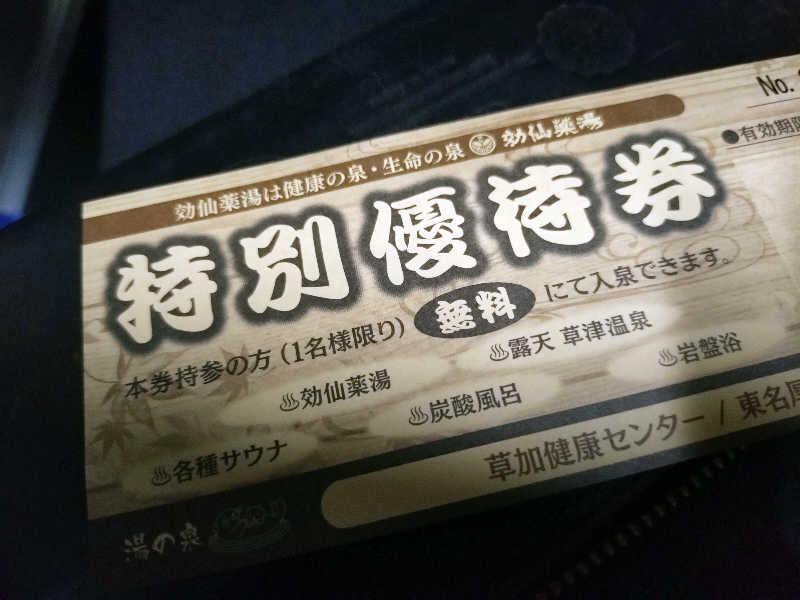 No.
効仙薬湯は健康の泉・生命の泉 効仙薬湯
●有効期限
特別優待券
本券持参の方(1名様限り) 無料 にて入泉できます。
♨効仙薬湯 ♨露天 草津温泉
♨各種サウナ ♨炭酸風呂 ♨岩盤浴
草加健康センター / 東名厚
湯の泉